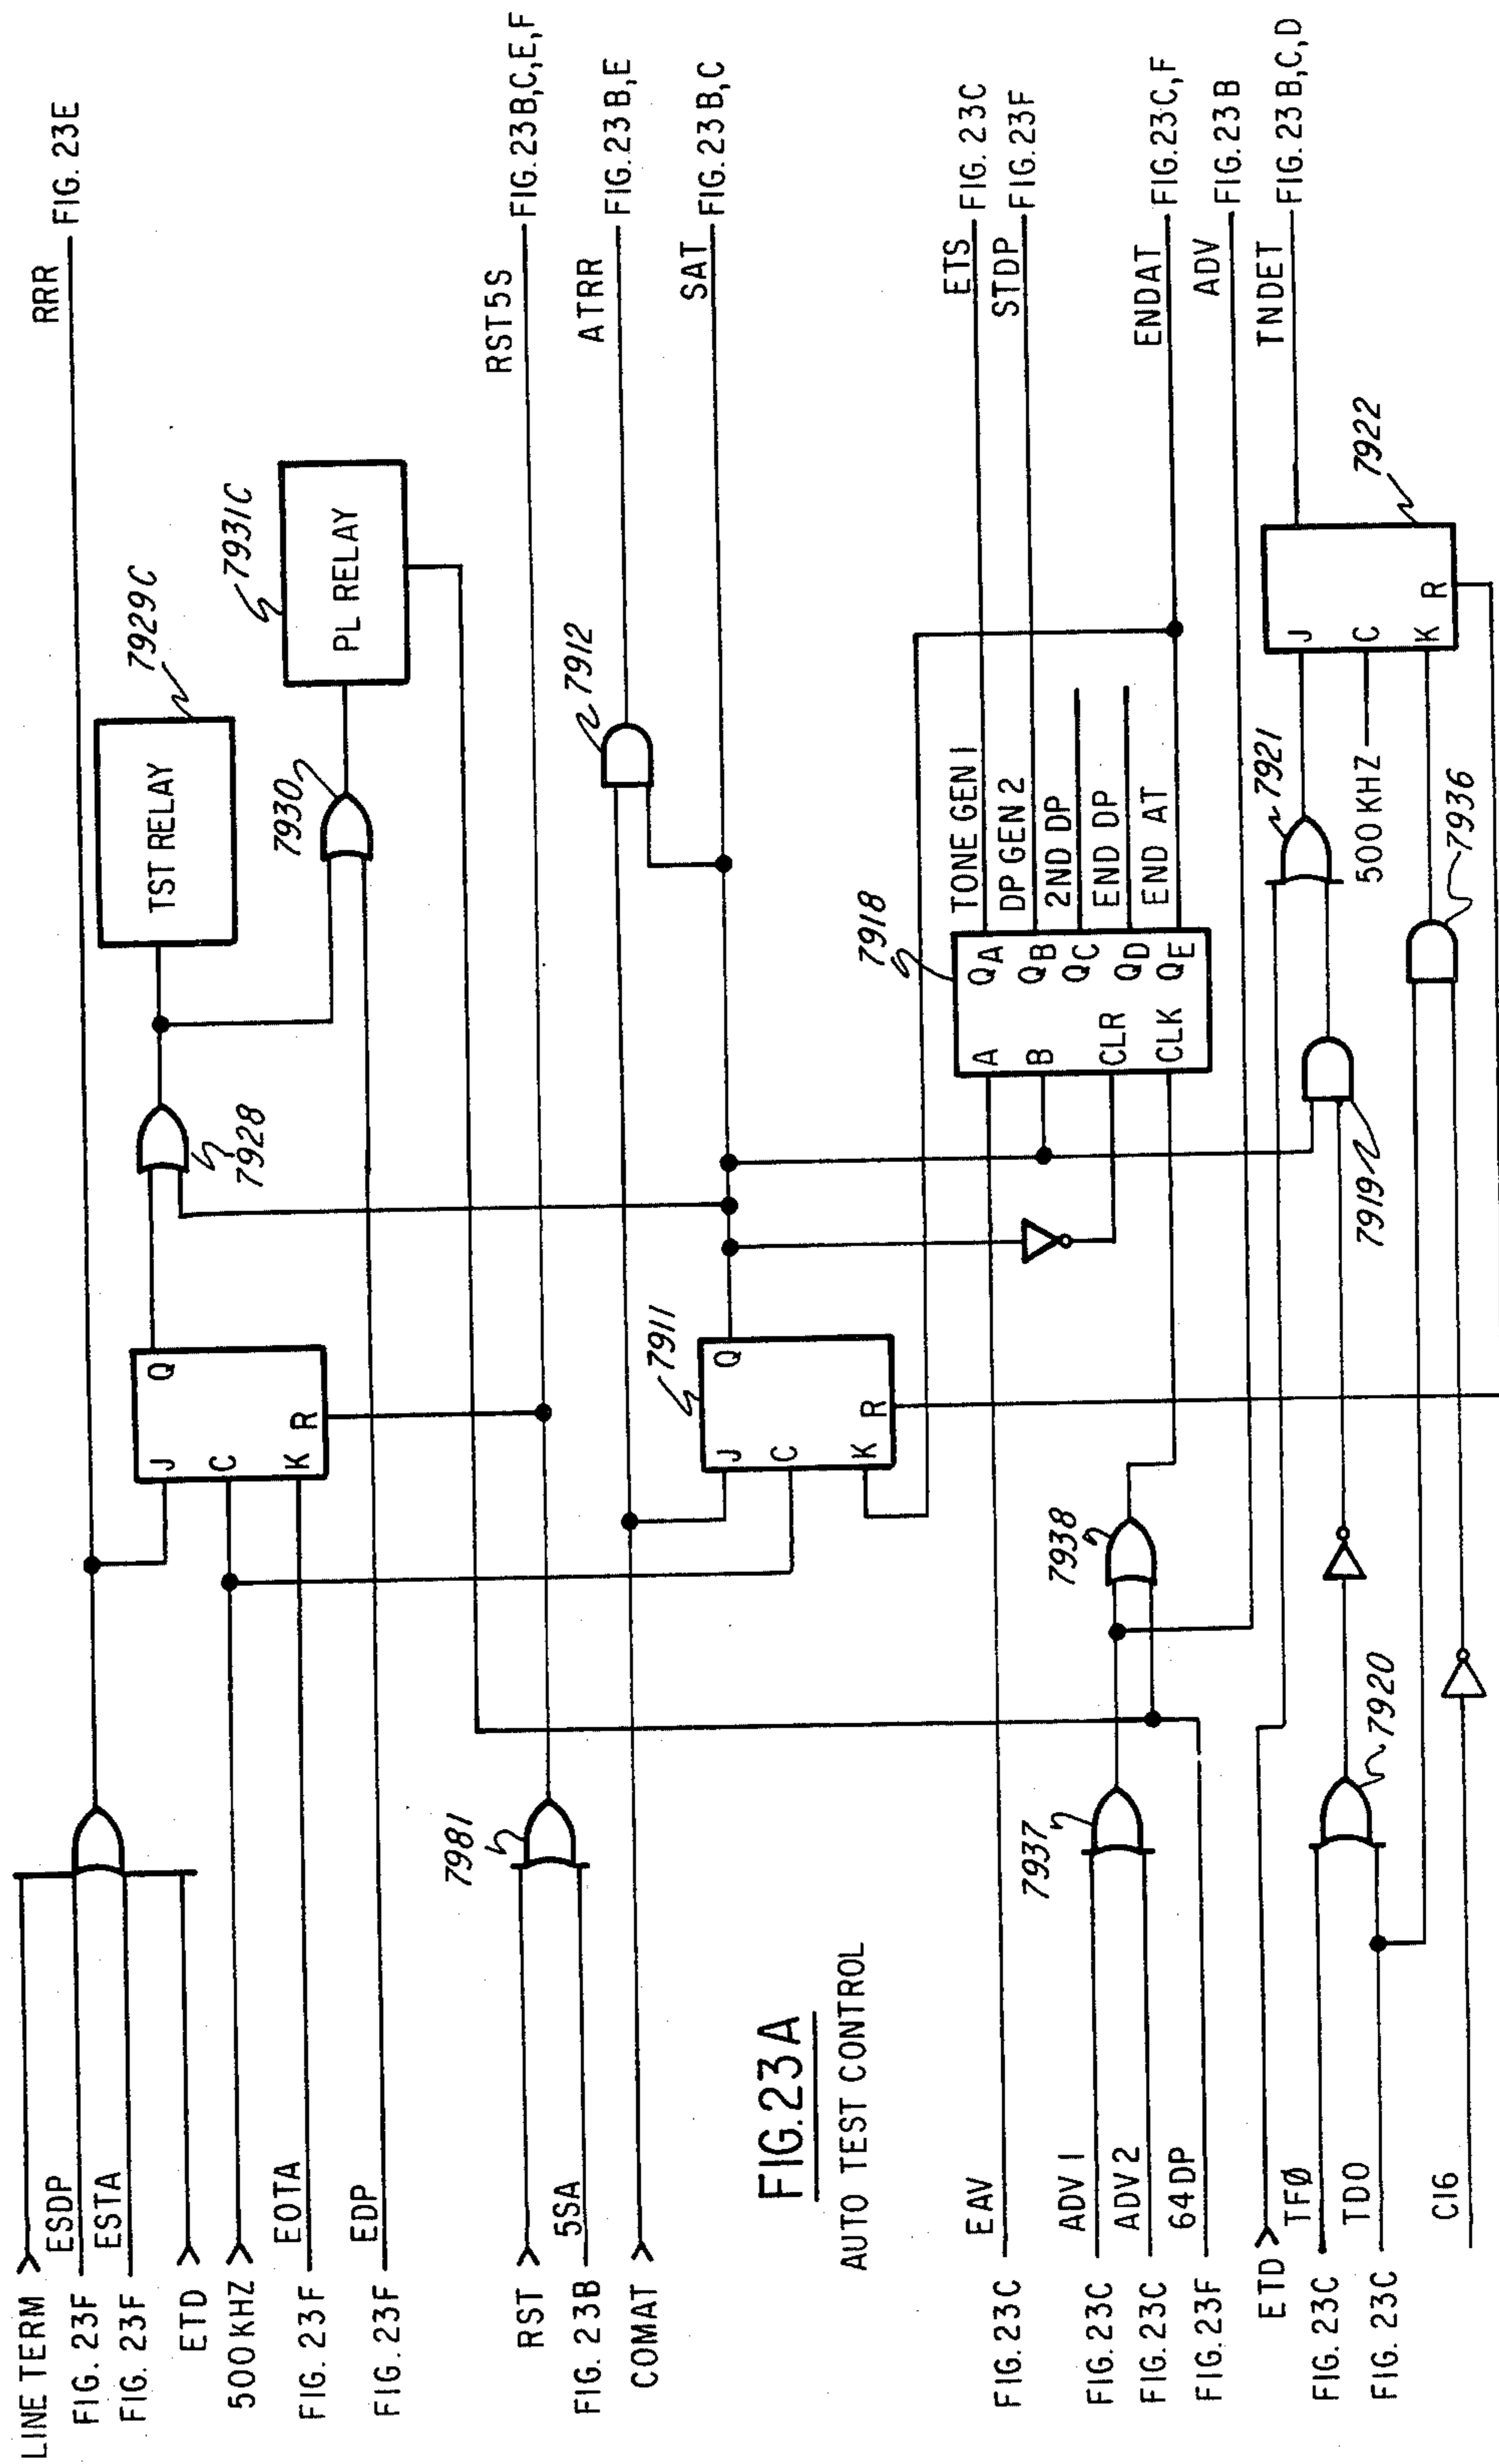 LINE TERM
ESDP
FIG. 23F
ESTA
FIG. 23F
ETD
500KHZ
EOTA
FIG. 23F
EDP
FIG. 23F
RST
5SA
FIG. 23B
COMAT
EAV
FIG. 23C
ADV 1
FIG. 23C
ADV 2
FIG. 23C
64DP
FIG. 23F
ETD
TFØ
FIG. 23C
TDO
FIG. 23C
C16
FIG. 23A
AUTO TEST CONTROL
J
C
K
Q
R
7928
TST RELAY
7929C
7930
PL RELAY
7931C
7981
7911
J
C
K
Q
R
7912
7918
A
B
CLR
CLK
QA
QB
QC
QD
QE
TONE GEN 1
DP GEN 2
2ND DP
END DP
END AT
7937
7938
7920
7919
7921
500KHZ
7936
7922
J
C
K
R
RRR
FIG. 23E
RST5S
FIG. 23B,C,E,F
ATRR
FIG. 23B,E
SAT
FIG. 23B,C
ETS
FIG. 23C
STDP
FIG. 23F
ENDAT
FIG. 23C,F
ADV
FIG. 23B
TNDET
FIG. 23B,C,D